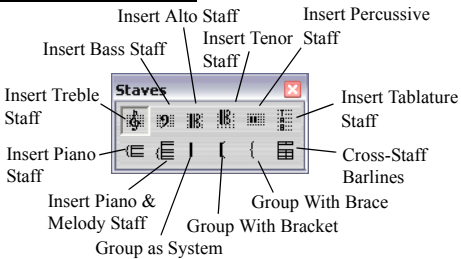 Insert Alto Staff
Insert Percussive
Staff
Insert Tenor
Staff
Insert Bass Staff
Staves
Insert Treble
Staff
Insert Tablature
Staff
T
A
B
Insert Piano
Staff
Cross-Staff
Barlines
Insert Piano &
Melody Staff
Group With Brace
Group With Bracket
Group as System